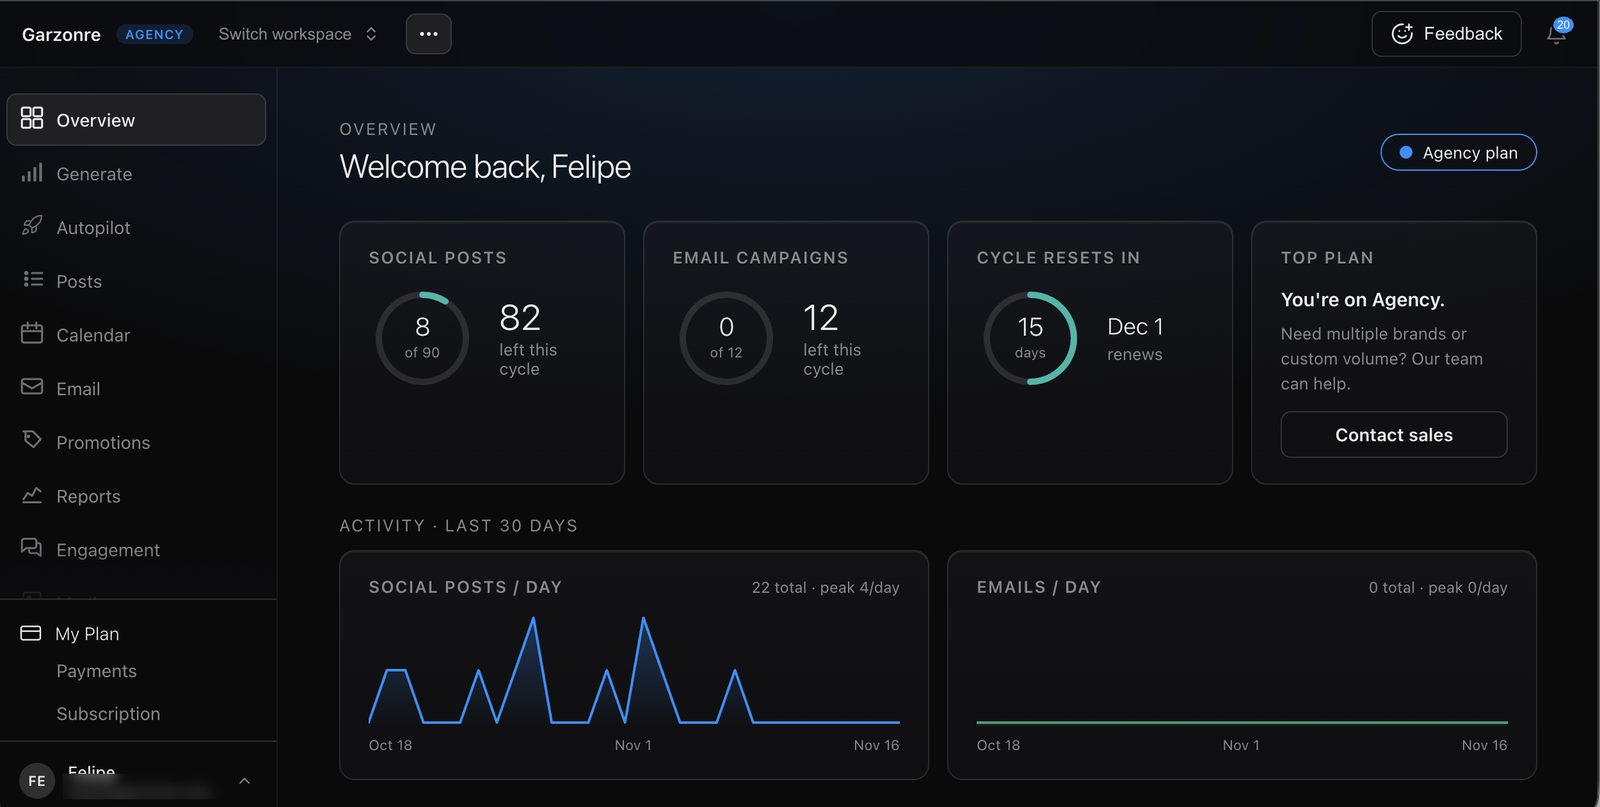 Garzonre
AGENCY
Switch workspace
Feedback
20
Overview
Generate
Autopilot
Posts
Calendar
Email
Promotions
Reports
Engagement
My Plan
Payments
Subscription
FE
Felipe
OVERVIEW
Welcome back, Felipe
Agency plan
SOCIAL POSTS
8
of 90
82
left this
cycle
EMAIL CAMPAIGNS
0
of 12
12
left this
cycle
CYCLE RESETS IN
15
days
Dec 1
renews
TOP PLAN
You're on Agency.
Need multiple brands or
custom volume? Our team
can help.
Contact sales
ACTIVITY · LAST 30 DAYS
SOCIAL POSTS / DAY
22 total · peak 4/day
Oct 18
Nov 1
Nov 16
EMAILS / DAY
0 total · peak 0/day
Oct 18
Nov 1
Nov 16